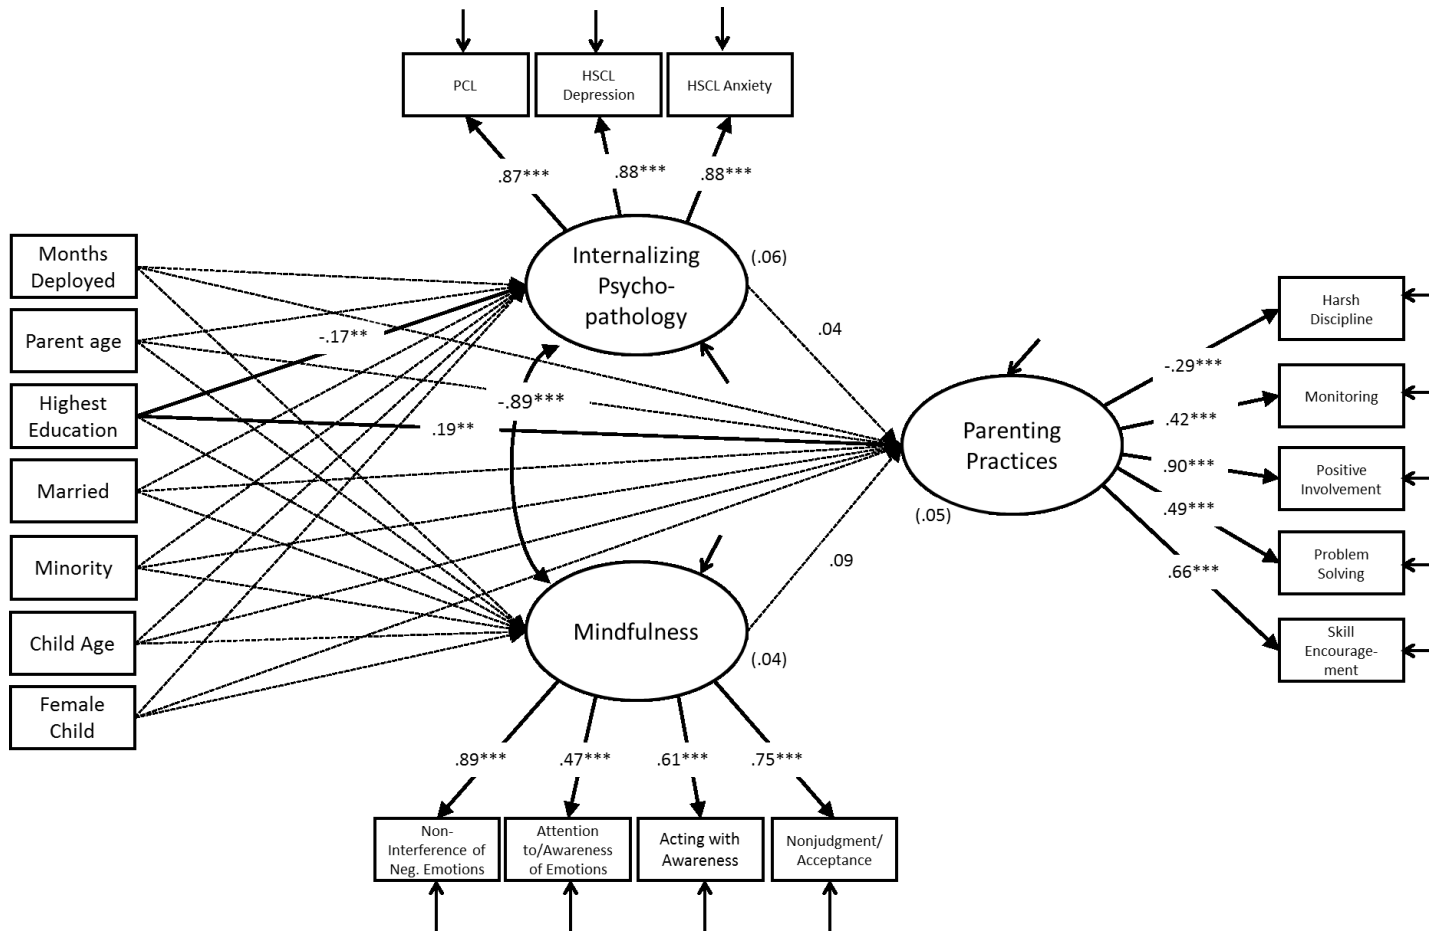 PCL
HSCL
Depression
HSCL Anxiety
.87***
.88***
.88***
Months
Deployed
Parent age
Highest
Education
Married
Minority
Child Age
Female
Child
Internalizing
Psycho-
pathology
(.06)
-.17**
-.89***
.19**
.04
.09
Mindfulness
(.04)
Parenting
Practices
(.05)
-.29***
.42***
.90***
.49***
.66***
Harsh
Discipline
Monitoring
Positive
Involvement
Problem
Solving
Skill
Encourage-
ment
.89***
.47***
.61***
.75***
Non-
Interference of
Neg. Emotions
Attention
to/Awareness
of Emotions
Acting with
Awareness
Nonjudgment/
Acceptance